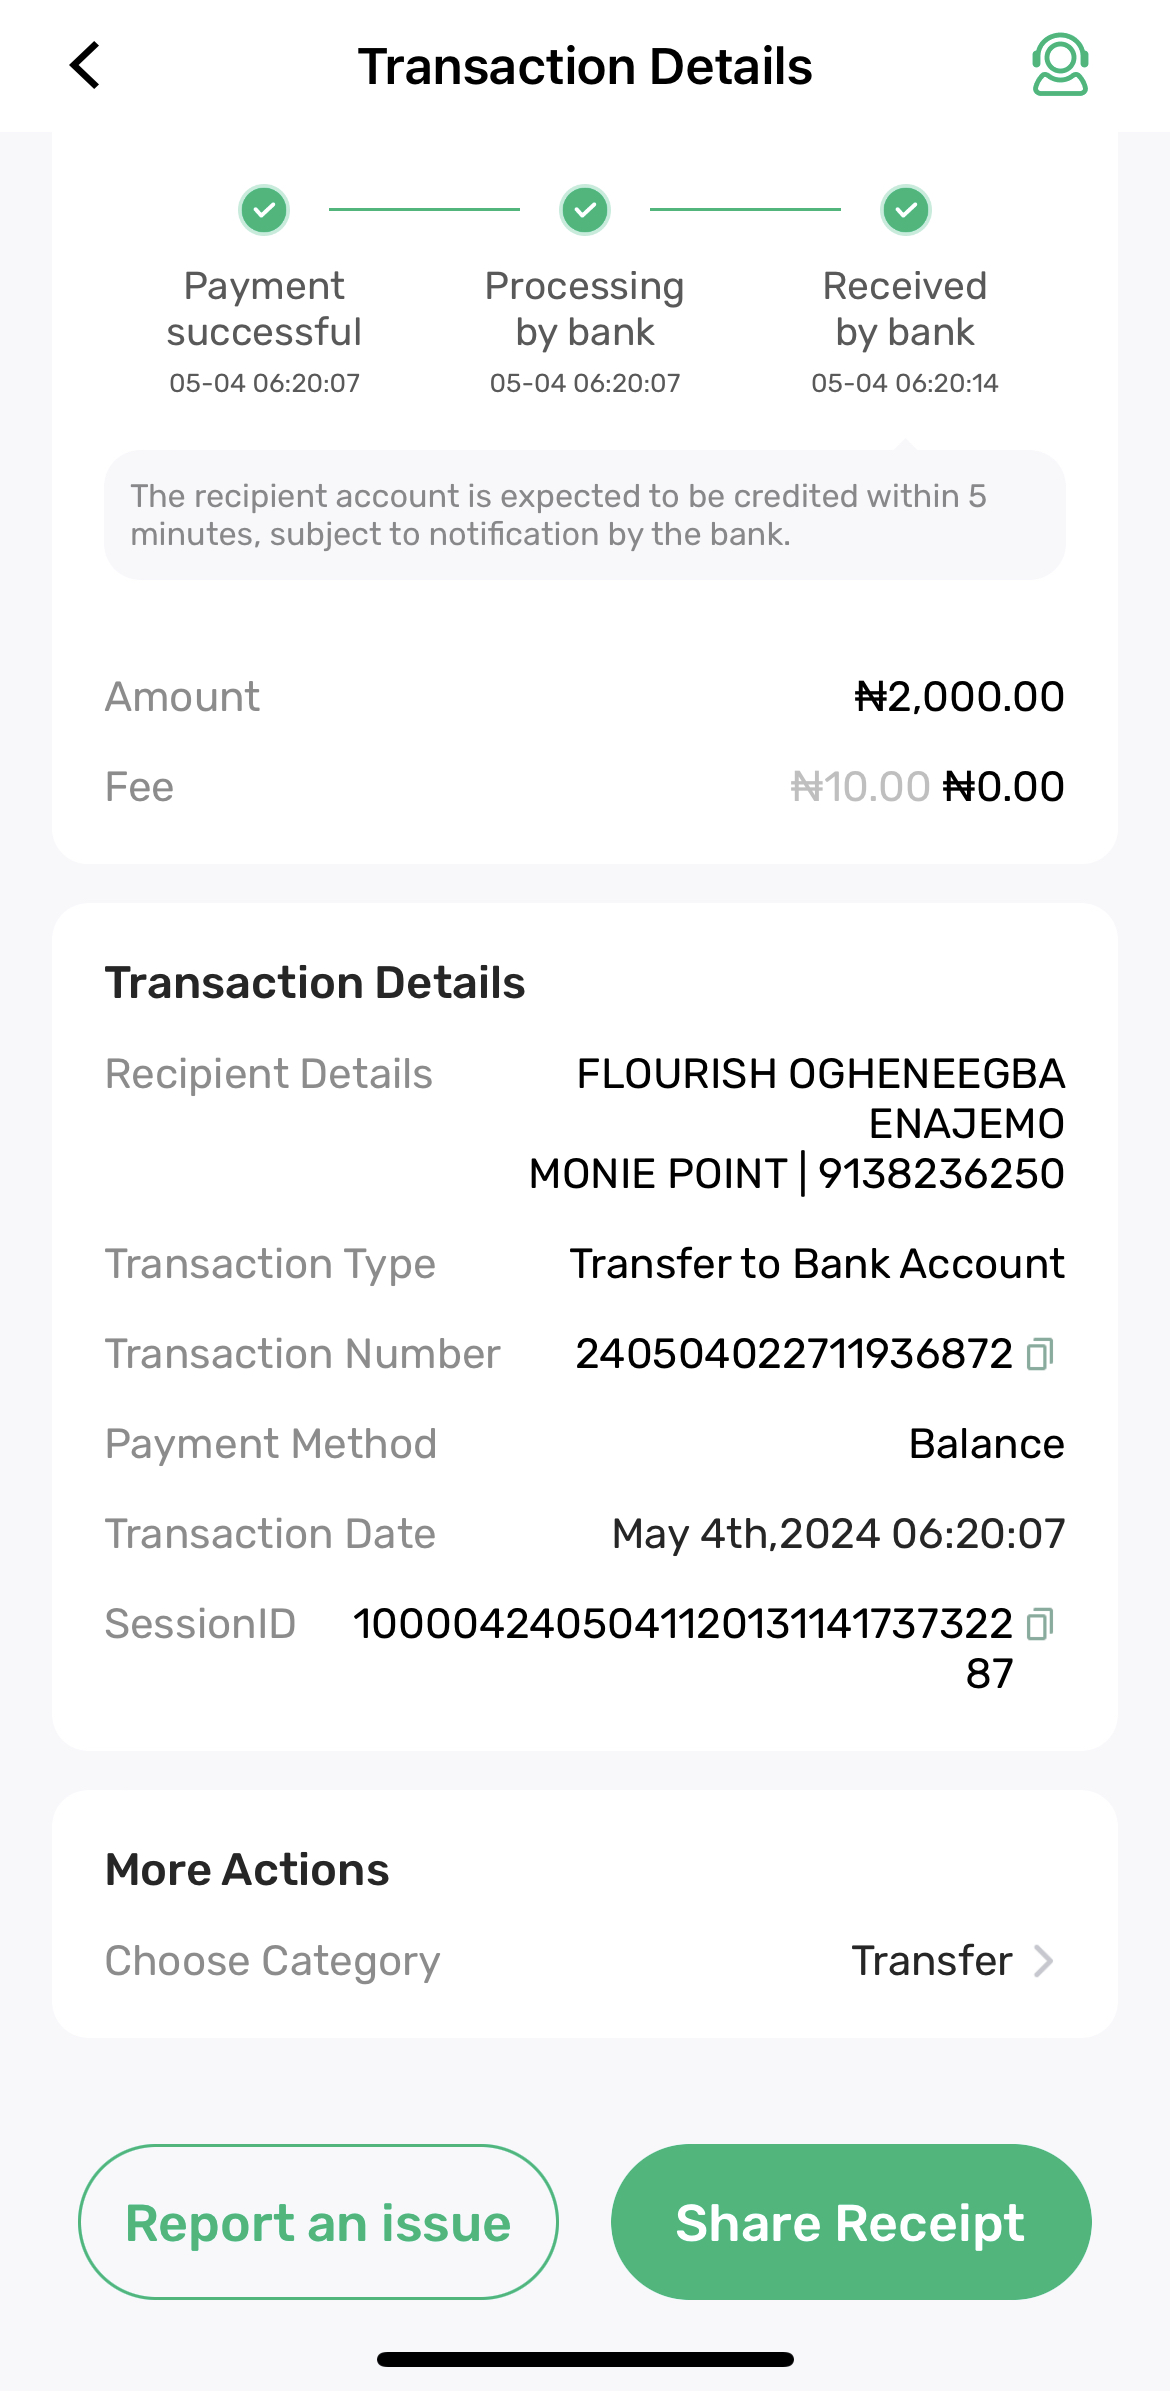 Transaction Details
Payment
successful
05-04 06:20:07
Processing
by bank
05-04 06:20:07
Received
by bank
05-04 06:20:14
The recipient account is expected to be credited within 5
minutes, subject to notification by the bank.
Amount ₦2,000.00
Fee ₦10.00 ₦0.00
Transaction Details
Recipient Details FLOURISH OGHENEEGBA
ENAJEMO
MONIE POINT | 9138236250
Transaction Type Transfer to Bank Account
Transaction Number 240504022711936872
Payment Method Balance
Transaction Date May 4th,2024 06:20:07
SessionID 1000042405041120131141737322
87
More Actions
Choose Category Transfer
Report an issue
Share Receipt